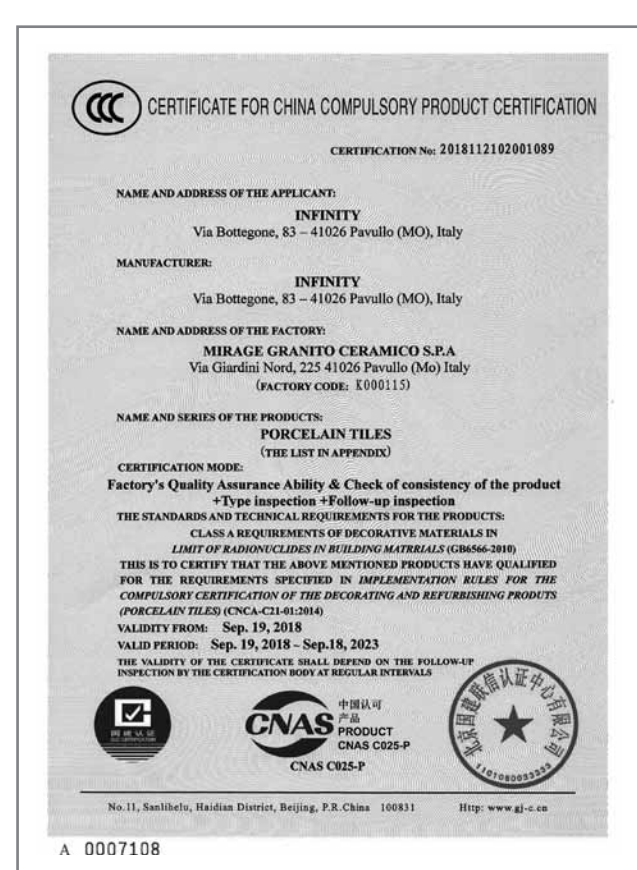 CERTIFICATE FOR CHINA COMPULSORY PRODUCT CERTIFICATION
CERTIFICATION No: 2018112102001089
NAME AND ADDRESS OF THE APPLICANT:
INFINITY
Via Bottegone, 83 – 41026 Pavullo (MO), Italy
MANUFACTURER:
INFINITY
Via Bottegone, 83 – 41026 Pavullo (MO), Italy
NAME AND ADDRESS OF THE FACTORY:
MIRAGE GRANITO CERAMICO S.P.A
Via Giardini Nord, 225 41026 Pavullo (Mo) Italy
(FACTORY CODE: K000115)
NAME AND SERIES OF THE PRODUCTS:
PORCELAIN TILES
(THE LIST IN APPENDIX)
CERTIFICATION MODE:
Factory's Quality Assurance Ability & Check of consistency of the product
+Type inspection +Follow-up inspection
THE STANDARDS AND TECHNICAL REQUIREMENTS FOR THE PRODUCTS:
CLASS A REQUIREMENTS OF DECORATIVE MATERIALS IN
LIMIT OF RADIONUCLIDES IN BUILDING MATRRIALS (GB6566-2010)
THIS IS TO CERTIFY THAT THE ABOVE MENTIONED PRODUCTS HAVE QUALIFIED
FOR THE REQUIREMENTS SPECIFIED IN IMPLEMENTATION RULES FOR THE
COMPULSORY CERTIFICATION OF THE DECORATING AND REFURBISHING PRODUTS
(PORCELAIN TILES) (CNCA-C21-01:2014)
VALIDITY FROM: Sep. 19, 2018
VALID PERIOD: Sep. 19, 2018 – Sep.18, 2023
THE VALIDITY OF THE CERTIFICATE SHALL DEPEND ON THE FOLLOW-UP
INSPECTION BY THE CERTIFICATION BODY AT REGULAR INTERVALS
国建认证
CNAS
中国认可
产品
PRODUCT
CNAS C025-P
CNAS C025-P
北京国建联信认证中心有限公司
1101080033333
No.11, Sanlihelu, Haidian District, Beijing, P.R.China 100831 Http: www.gj-c.cn
A 0007108